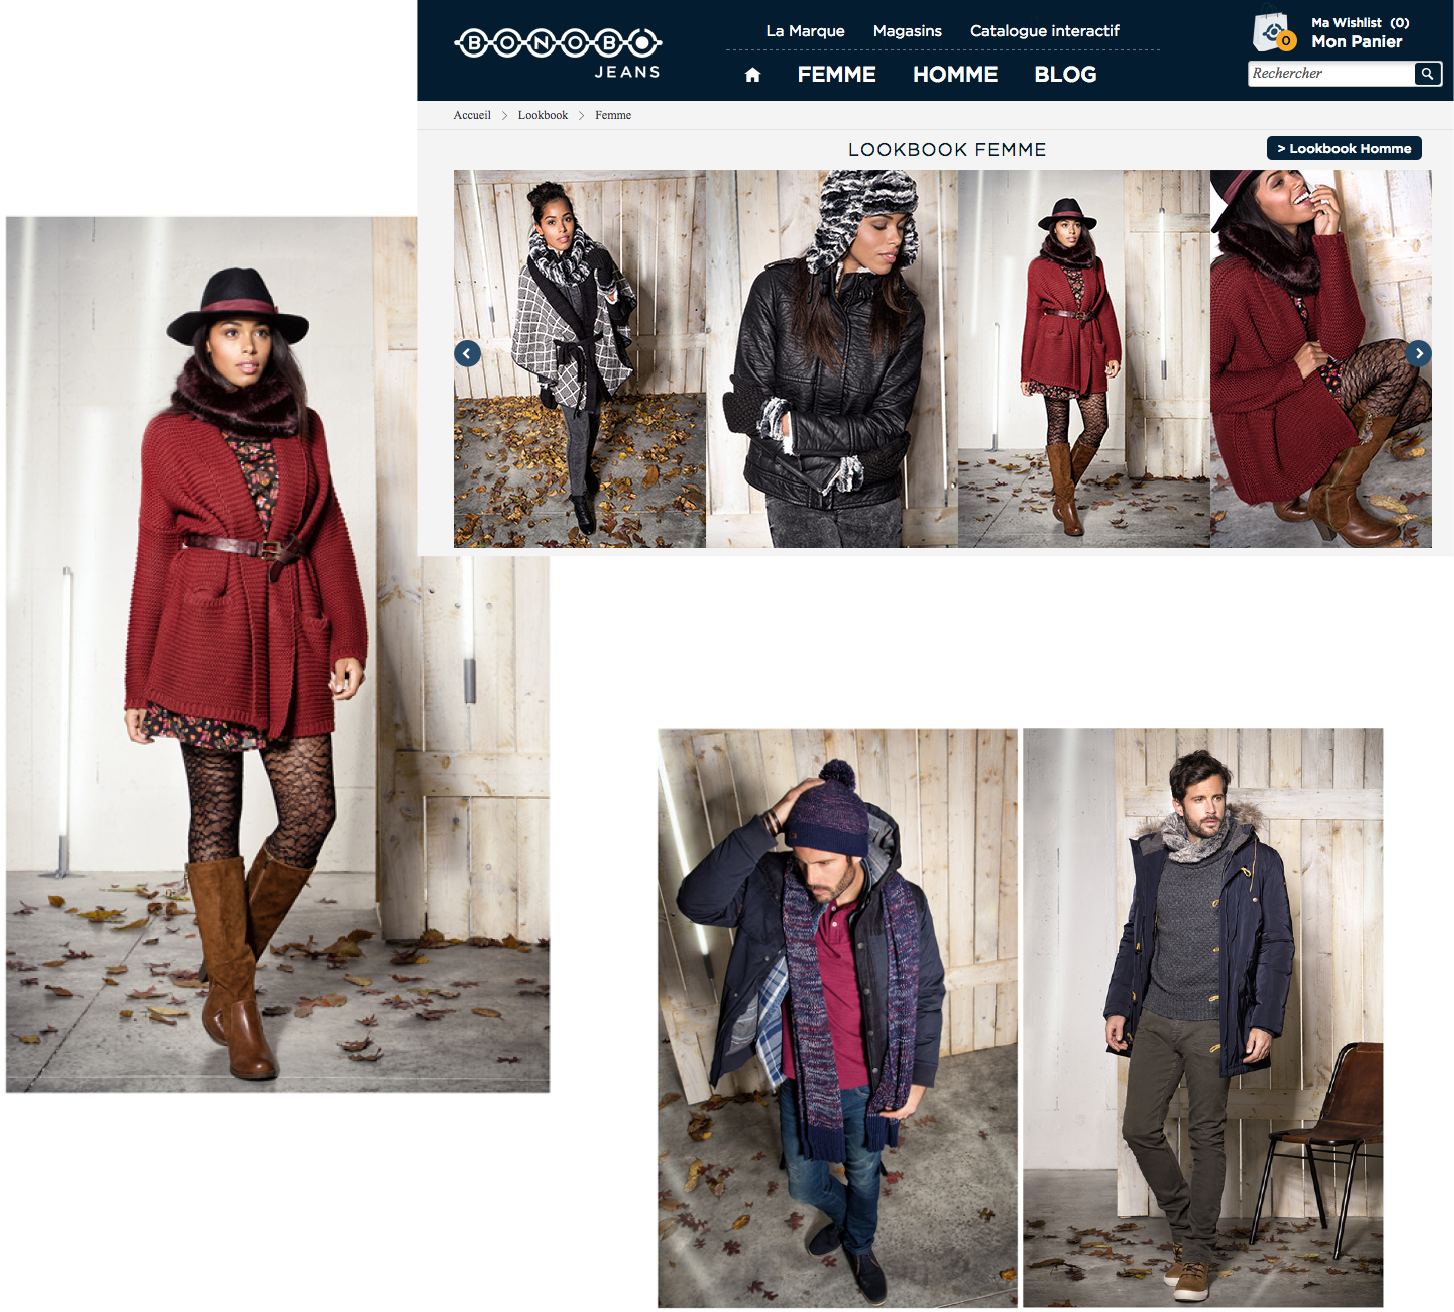 BONOBO
JEANS
La Marque
Magasins
Catalogue interactif
FEMME
HOMME
BLOG
Ma Wishlist (0)
0
Mon Panier
Rechercher
Accueil
Lookbook
Femme
LOOKBOOK FEMME
> Lookbook Homme